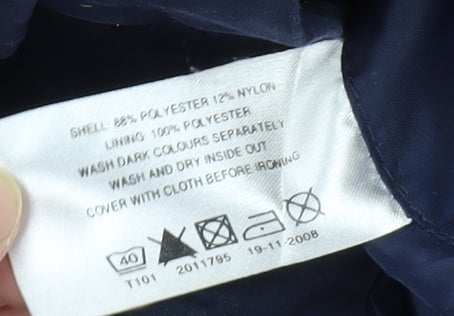 SHELL: 88% POLYESTER 12% NYLON
LINING: 100% POLYESTER
WASH DARK COLOURS SEPARATELY
WASH AND DRY INSIDE OUT
COVER WITH CLOTH BEFORE IRONING
40
T101 2011795 19-11-2008